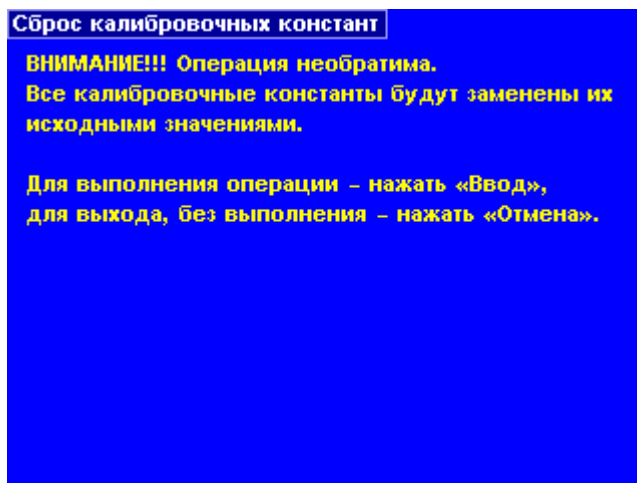 Сброс калибровочных констант
ВНИМАНИЕ!!! Операция необратима.
Все калибровочные константы будут заменены их
исходными значениями.
Для выполнения операции – нажать «Ввод»,
для выхода, без выполнения – нажать «Отмена».